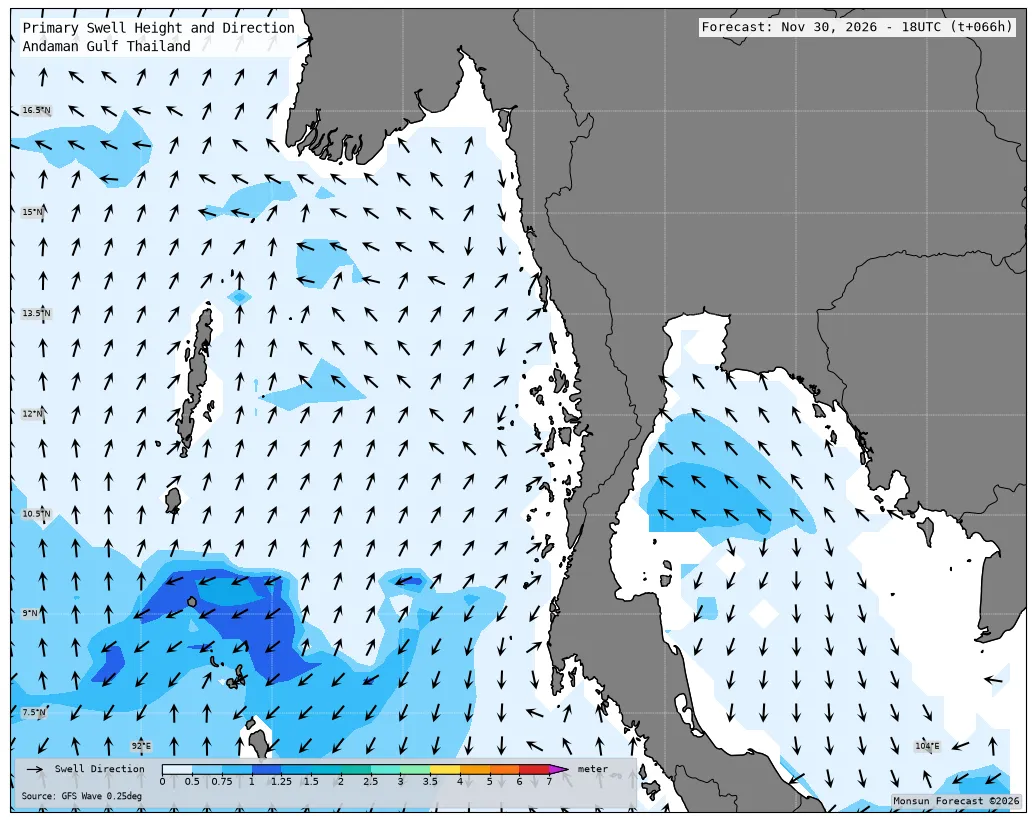 Primary Swell Height and Direction
Andaman Gulf Thailand
Forecast: Nov 30, 2026 - 18UTC (t+066h)
16.5°N
15°N
13.5°N
12°N
10.5°N
9°N
7.5°N
92°E
104°E
Swell Direction
meter
0 0.5 0.75 1 1.25 1.5 2 2.5 3 3.5 4 5 6 7
Source: GFS Wave 0.25deg
Monsun Forecast ©2026